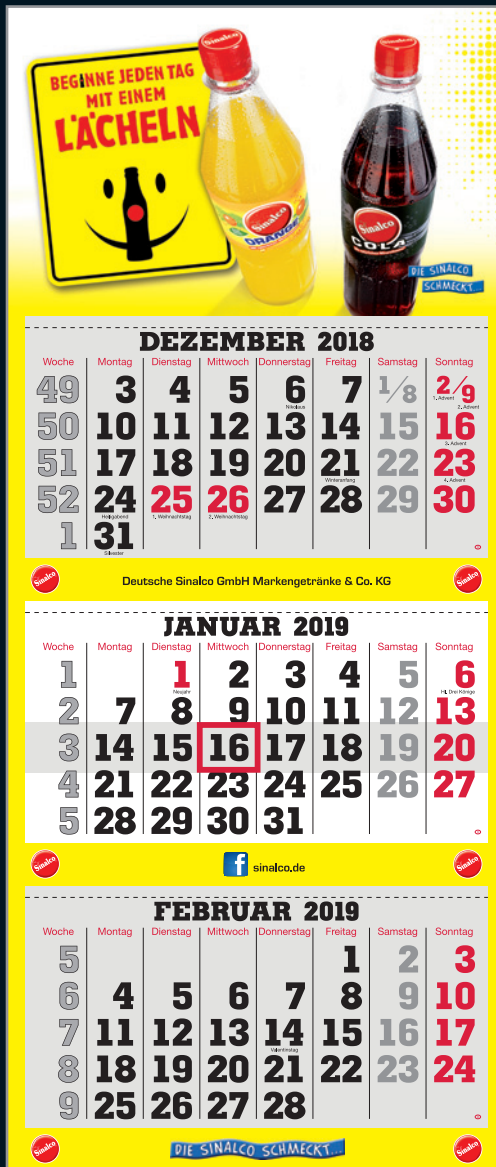 BEGINNE JEDEN TAG
MIT EINEM
LÄCHELN
Sinalco
ORANGE
Sinalco
COLA
DIE SINALCO
SCHMECKT...
DEZEMBER 2018
Woche Montag Dienstag Mittwoch Donnerstag Freitag Samstag Sonntag
49 3 4 5 6 7 1/8 2/9
Nikolaus 1. Advent 2. Advent
50 10 11 12 13 14 15 16
3. Advent
51 17 18 19 20 21 22 23
Winteranfang 4. Advent
52 24 25 26 27 28 29 30
Heiligabend 1. Weihnachtstag 2. Weihnachtstag
1 31
Silvester
Sinalco Deutsche Sinalco GmbH Markengetränke & Co. KG Sinalco
JANUAR 2019
Woche Montag Dienstag Mittwoch Donnerstag Freitag Samstag Sonntag
1 1 2 3 4 5 6
Neujahr Hl. Drei Könige
2 7 8 9 10 11 12 13
3 14 15 16 17 18 19 20
4 21 22 23 24 25 26 27
5 28 29 30 31
Sinalco f sinalco.de Sinalco
FEBRUAR 2019
Woche Montag Dienstag Mittwoch Donnerstag Freitag Samstag Sonntag
5 1 2 3
6 4 5 6 7 8 9 10
7 11 12 13 14 15 16 17
Valentinstag
8 18 19 20 21 22 23 24
9 25 26 27 28
Sinalco DIE SINALCO SCHMECKT... Sinalco